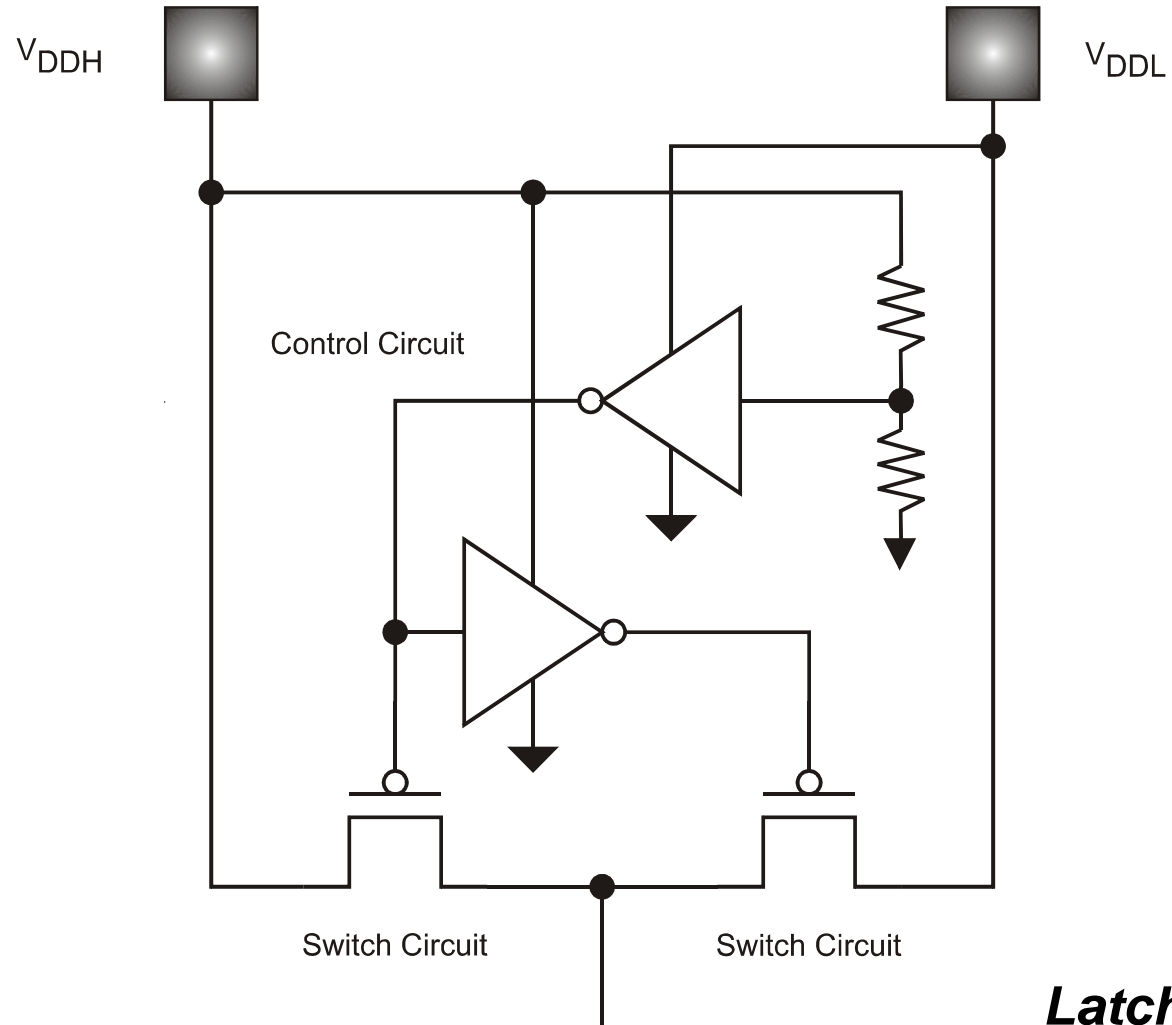 VDDH
VDDL
Control Circuit
Switch Circuit
Switch Circuit
Latch